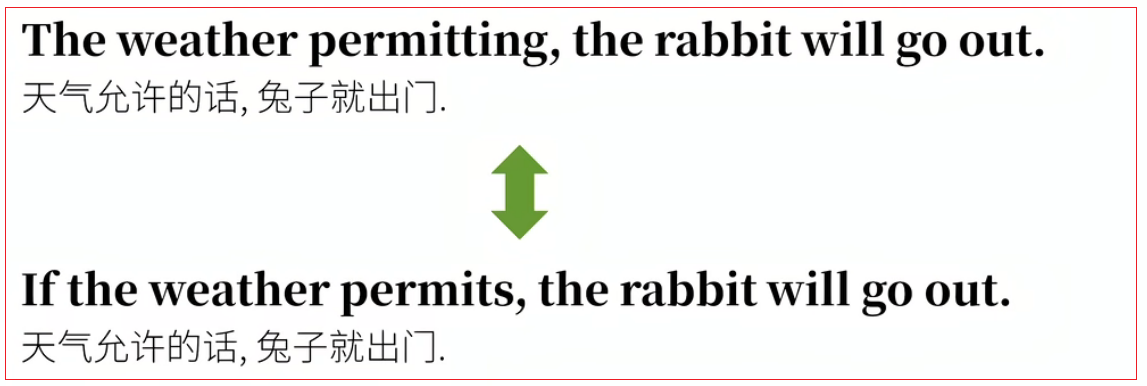 The weather permitting, the rabbit will go out.
天气允许的话, 兔子就出门.
If the weather permits, the rabbit will go out.
天气允许的话, 兔子就出门.